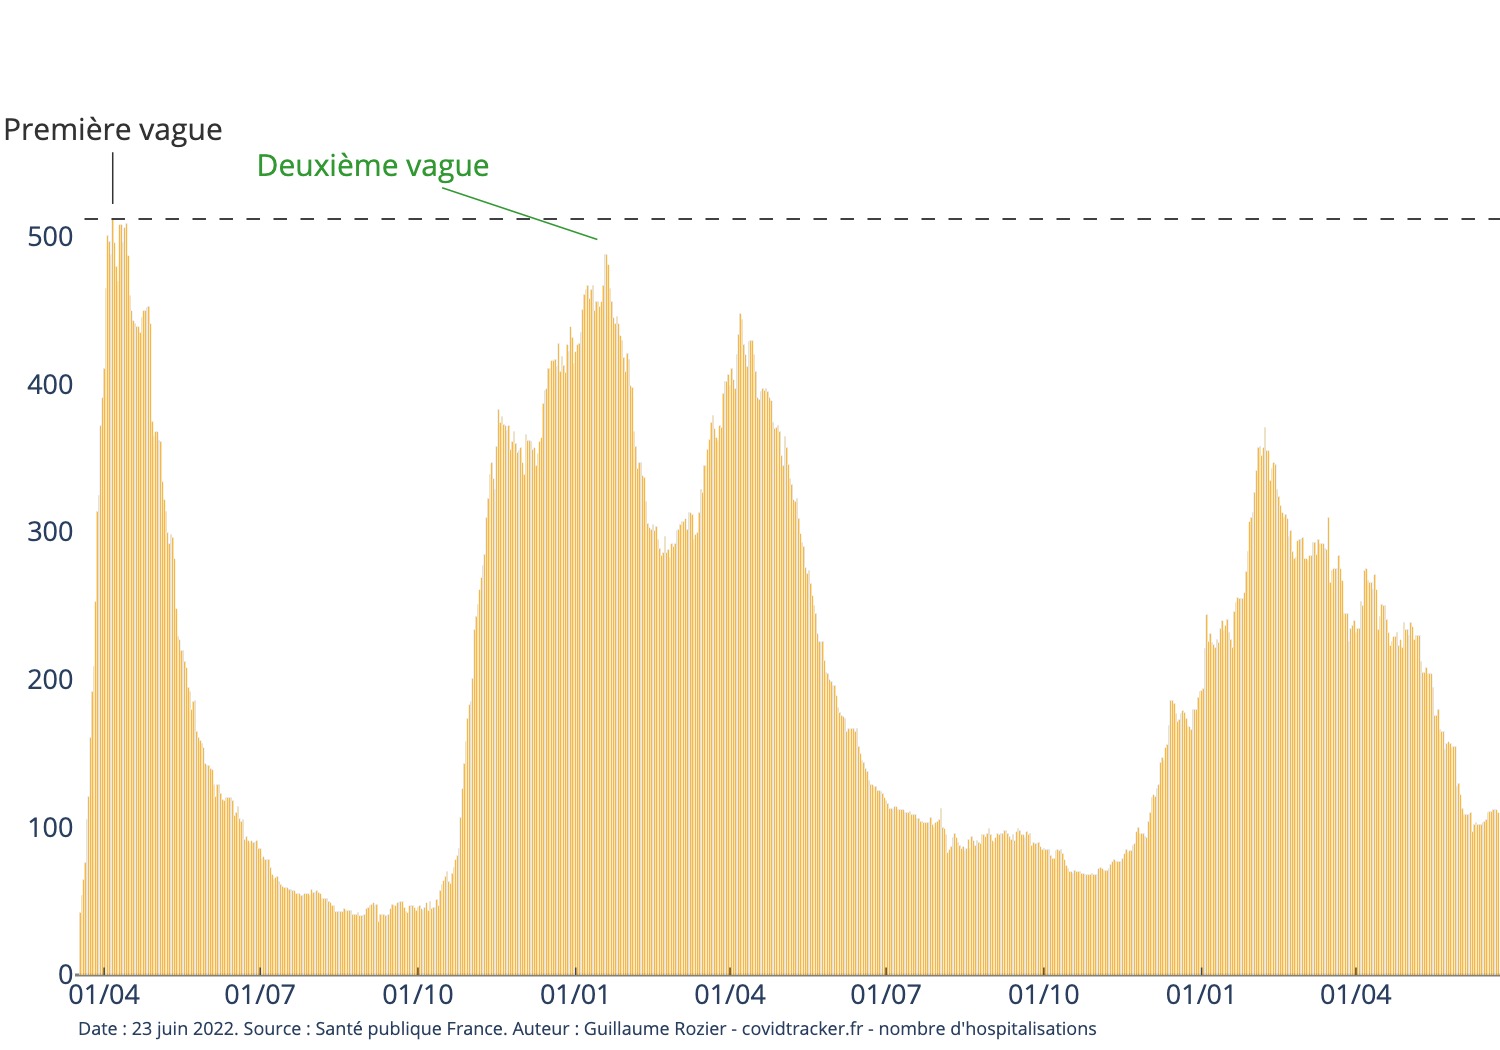 Première vague
Deuxième vague
500
400
300
200
100
0
01/04 01/07 01/10 01/01 01/04 01/07 01/10 01/01 01/04
Date : 23 juin 2022. Source : Santé publique France. Auteur : Guillaume Rozier - covidtracker.fr - nombre d'hospitalisations